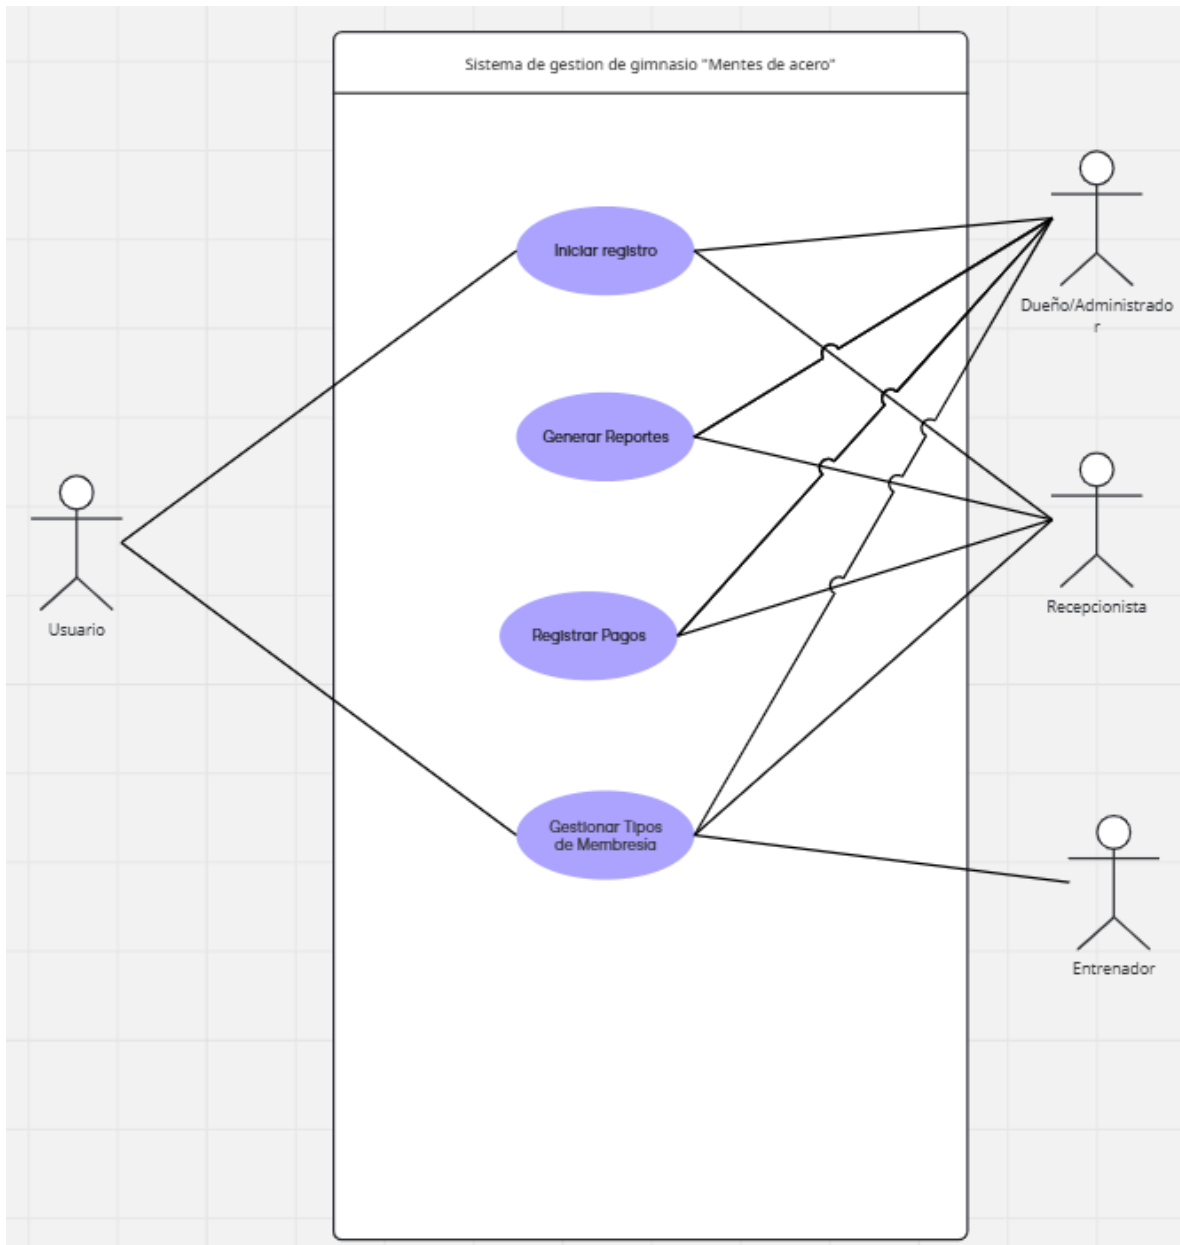 Sistema de gestion de gimnasio "Mentes de acero"
Iniciar registro
Dueño/Administrado
r
Generar Reportes
Recepcionista
Usuario
Registrar Pagos
Gestionar Tipos
de Membresía
Entrenador